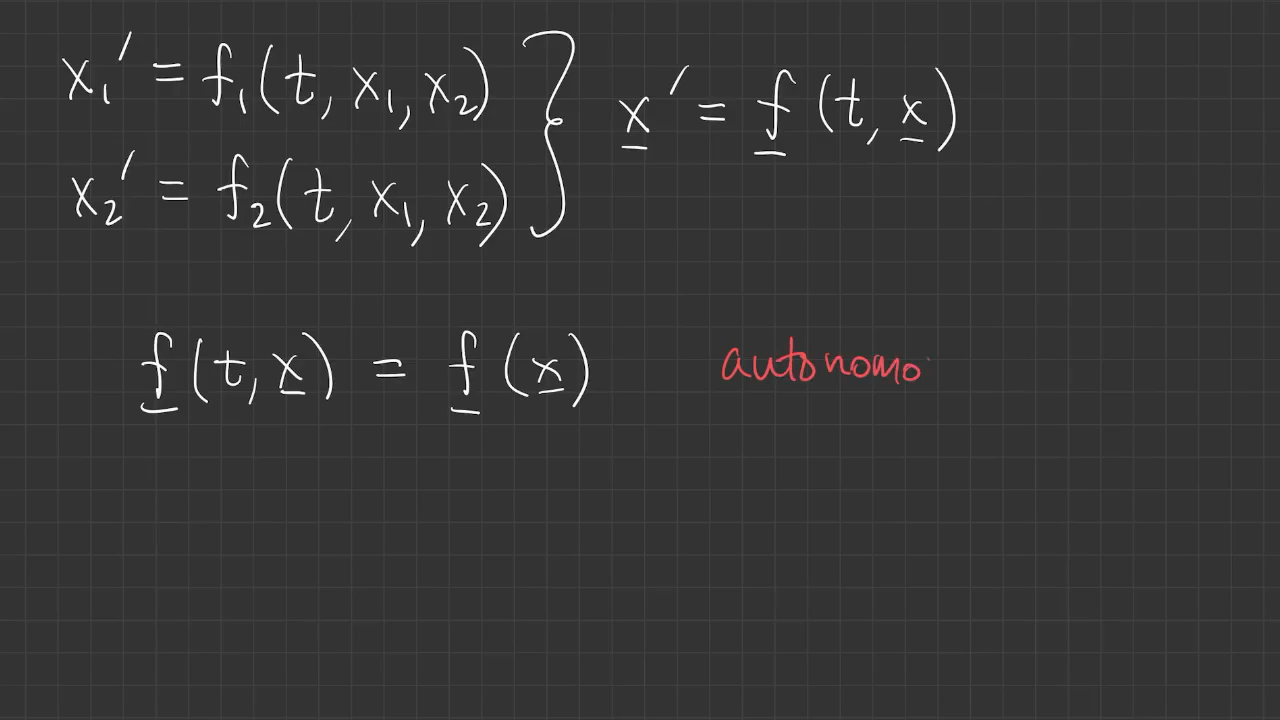 x₁' = f₁(t, x₁, x₂) } x̲' = f̲(t, x̲)
x₂' = f₂(t, x₁, x₂)
f̲(t, x̲) = f̲(x̲) autonomo